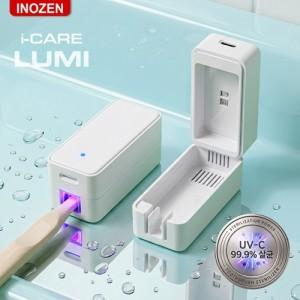 INOZEN
i-CARE
LUMI
UV-C
99.9% 살균